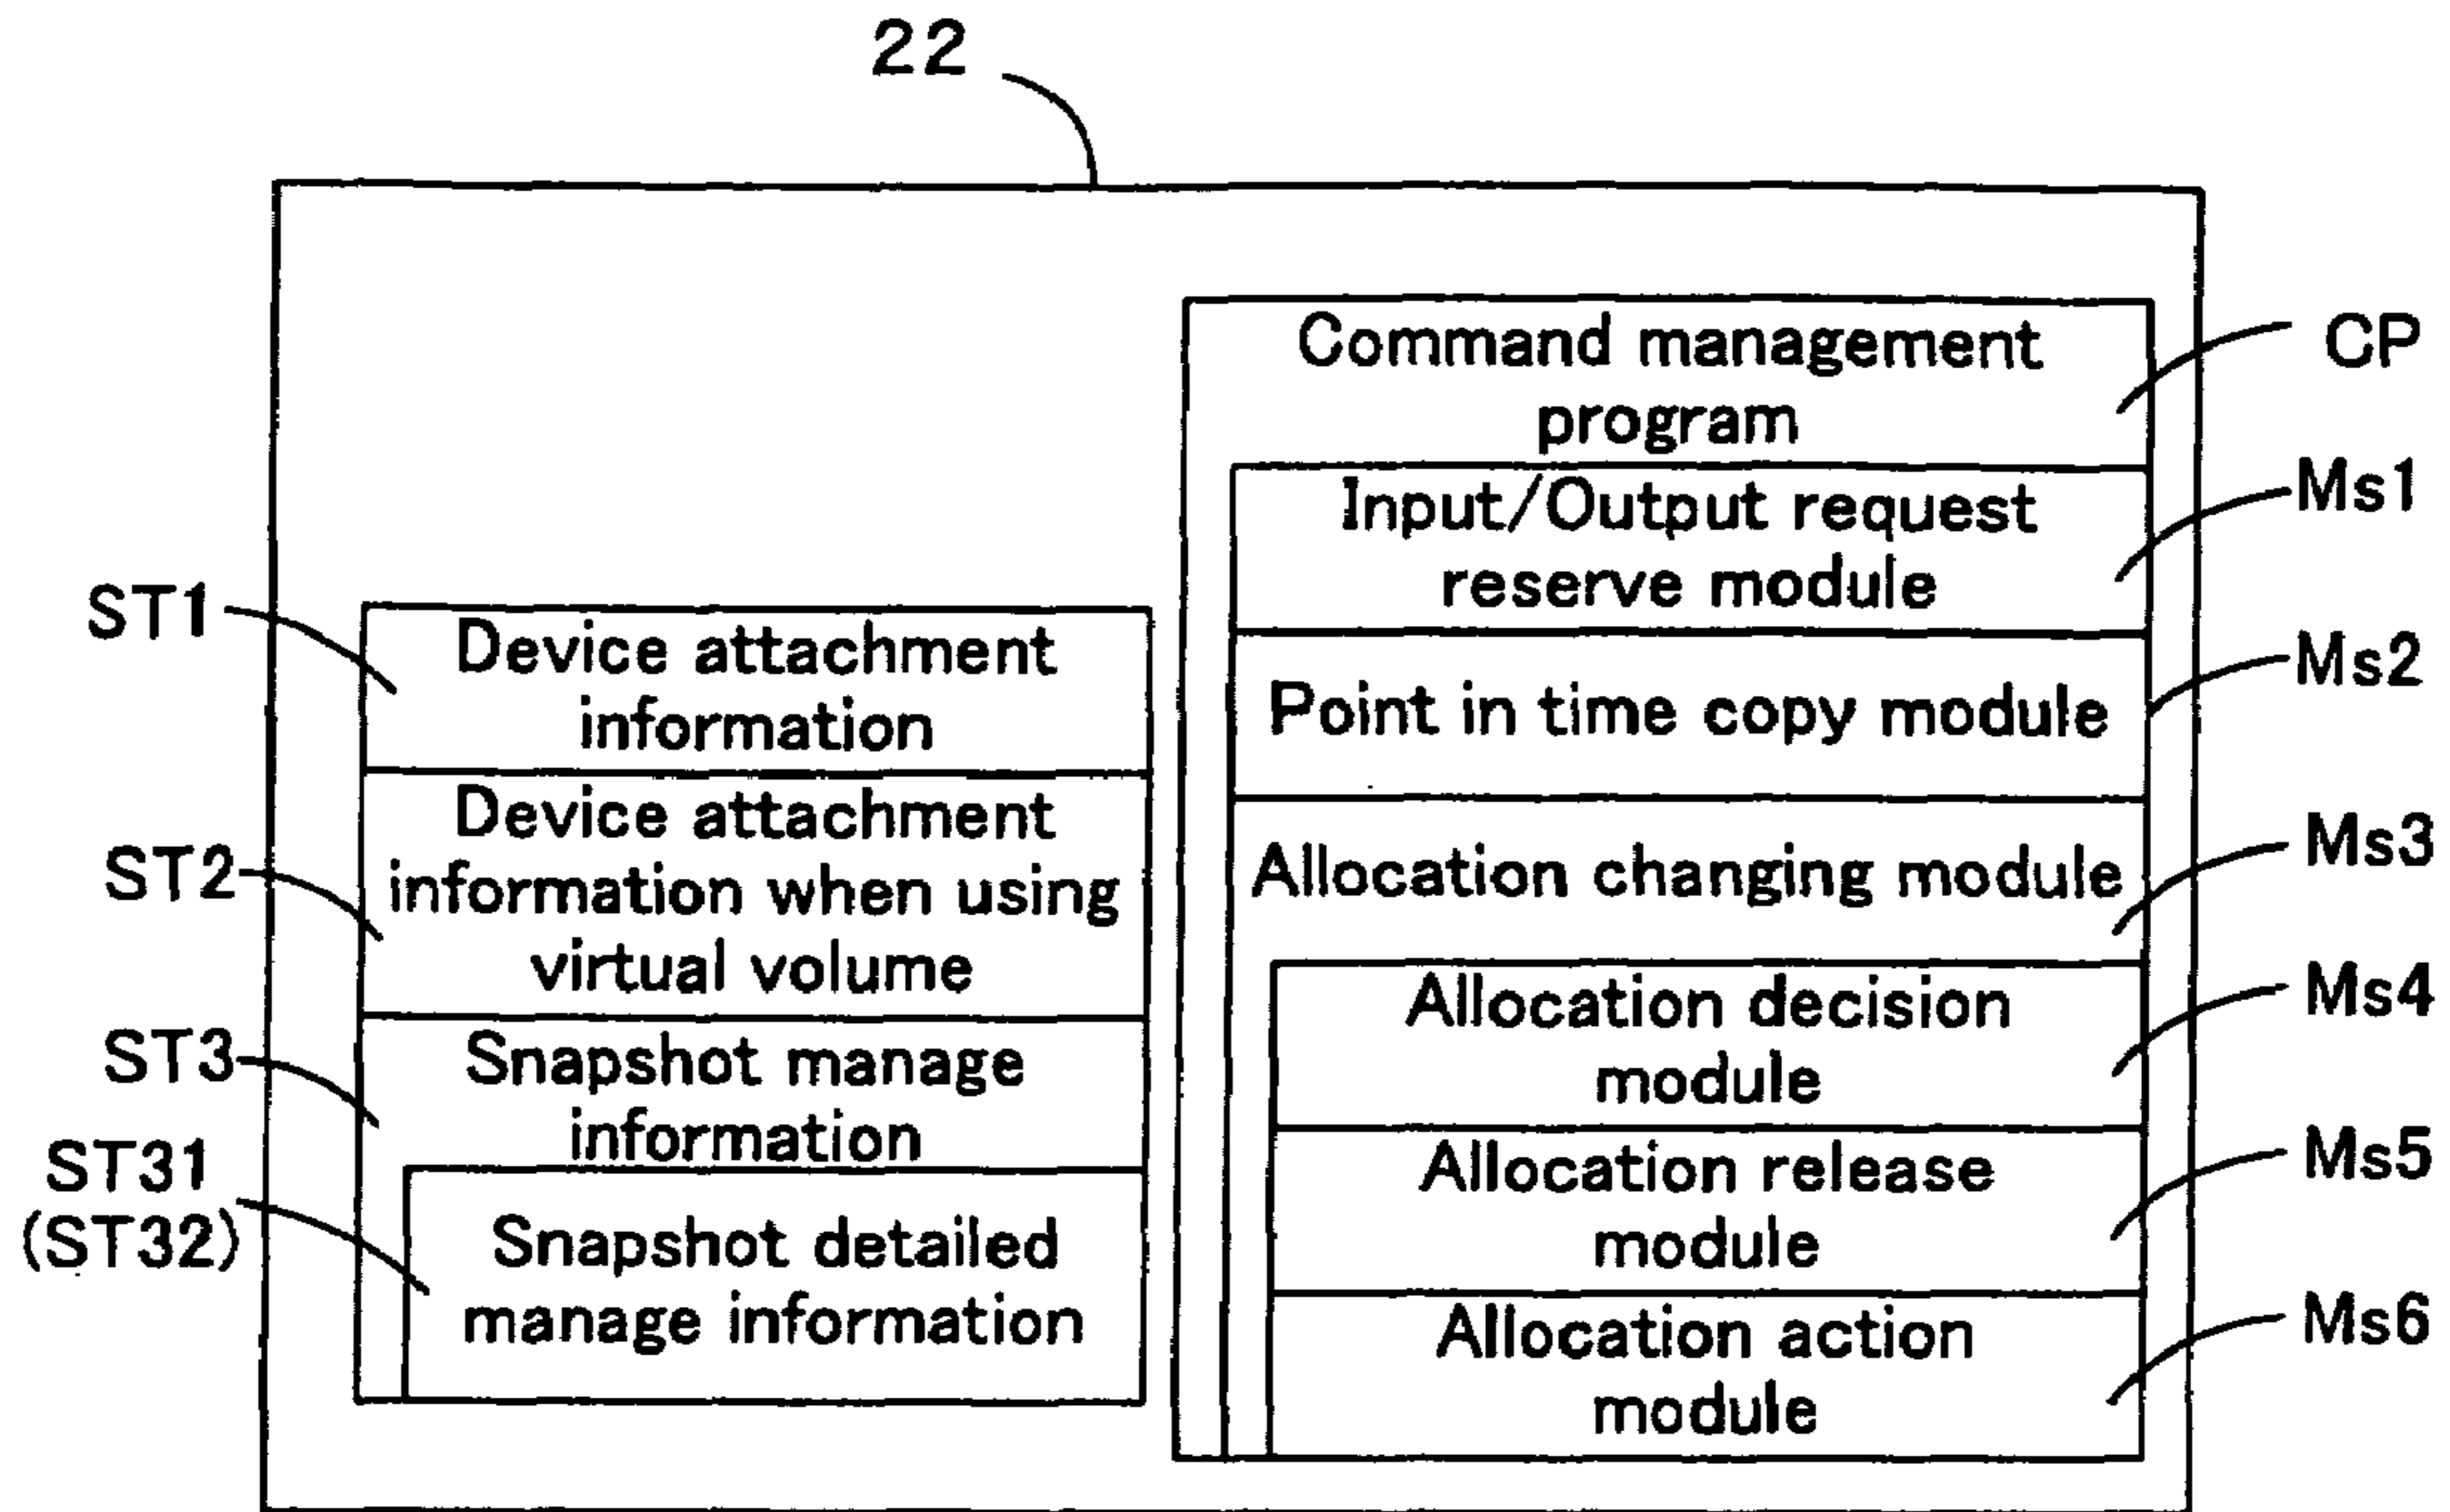 22
Command management
program
CP
Input/Output request
reserve module
Ms1
Point in time copy module
Ms2
Allocation changing module
Ms3
Allocation decision
module
Ms4
Allocation release
module
Ms5
Allocation action
module
Ms6
ST1
Device attachment
information
ST2
Device attachment
information when using
virtual volume
ST3
Snapshot manage
information
ST31
(ST32)
Snapshot detailed
manage information